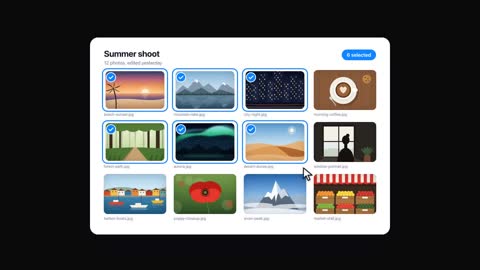 Summer shoot
12 photos, edited yesterday
6 selected
beach-sunset.jpg
mountain-lake.jpg
city-night.jpg
morning-coffee.jpg
forest-path.jpg
aurora.jpg
desert-dunes.jpg
window-portrait.jpg
harbor-boats.jpg
poppy-closeup.jpg
snow-peak.jpg
market-stall.jpg